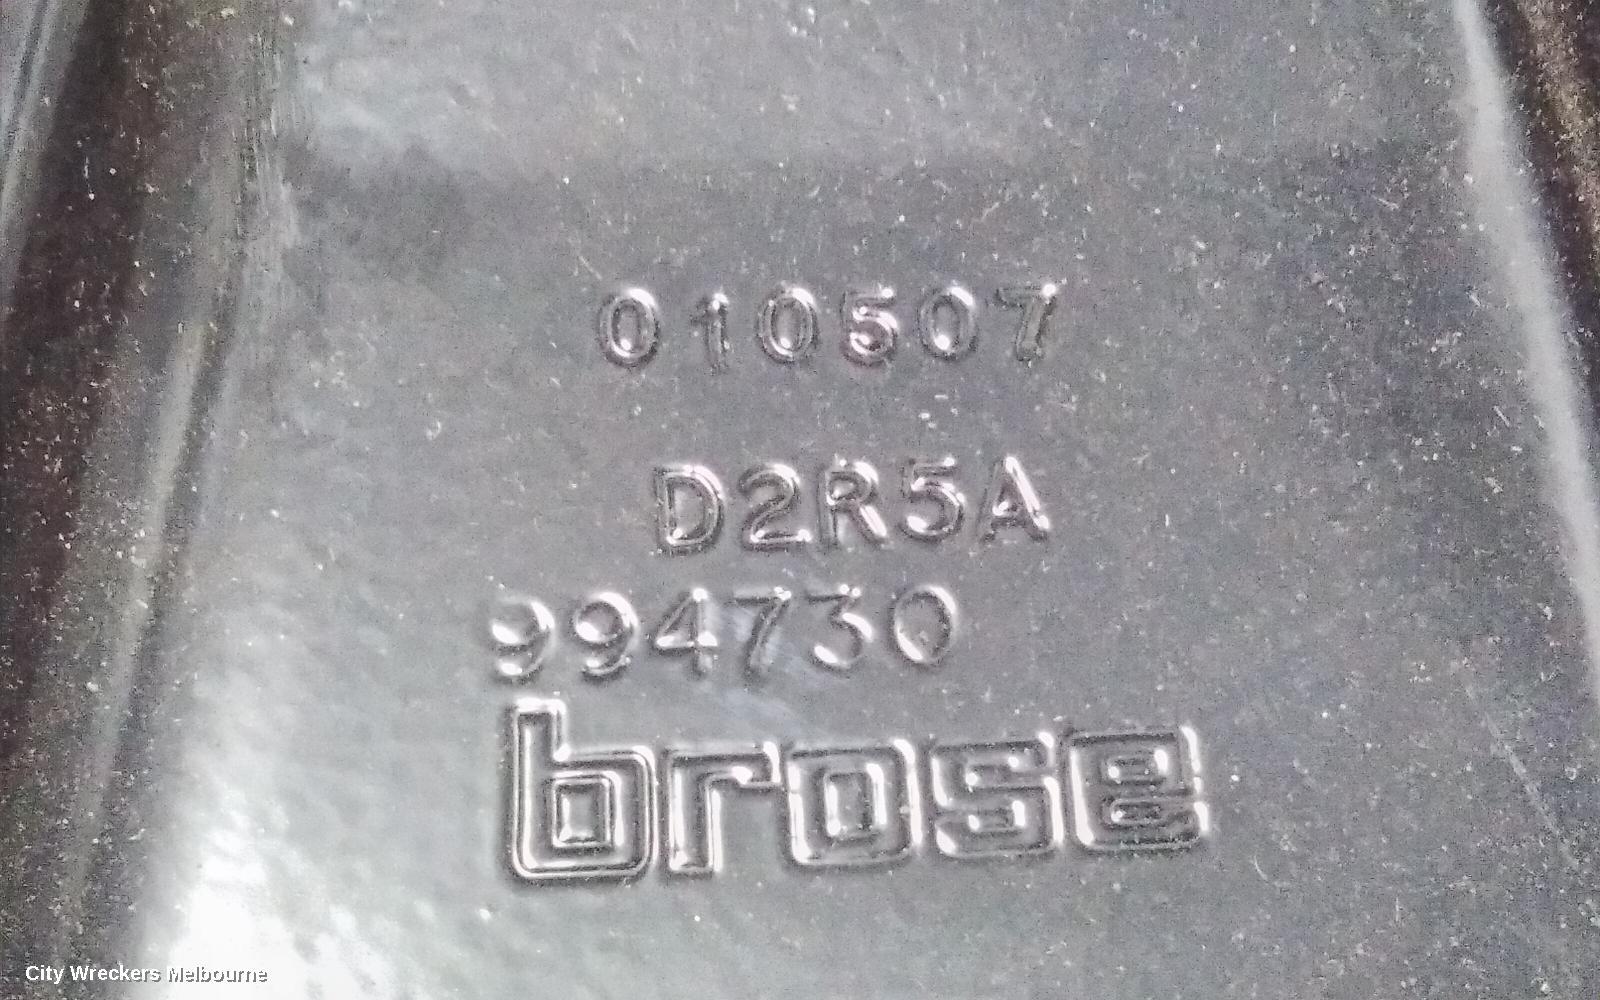 010507
D2R5A
994730
brose
City Wreckers Melbourne